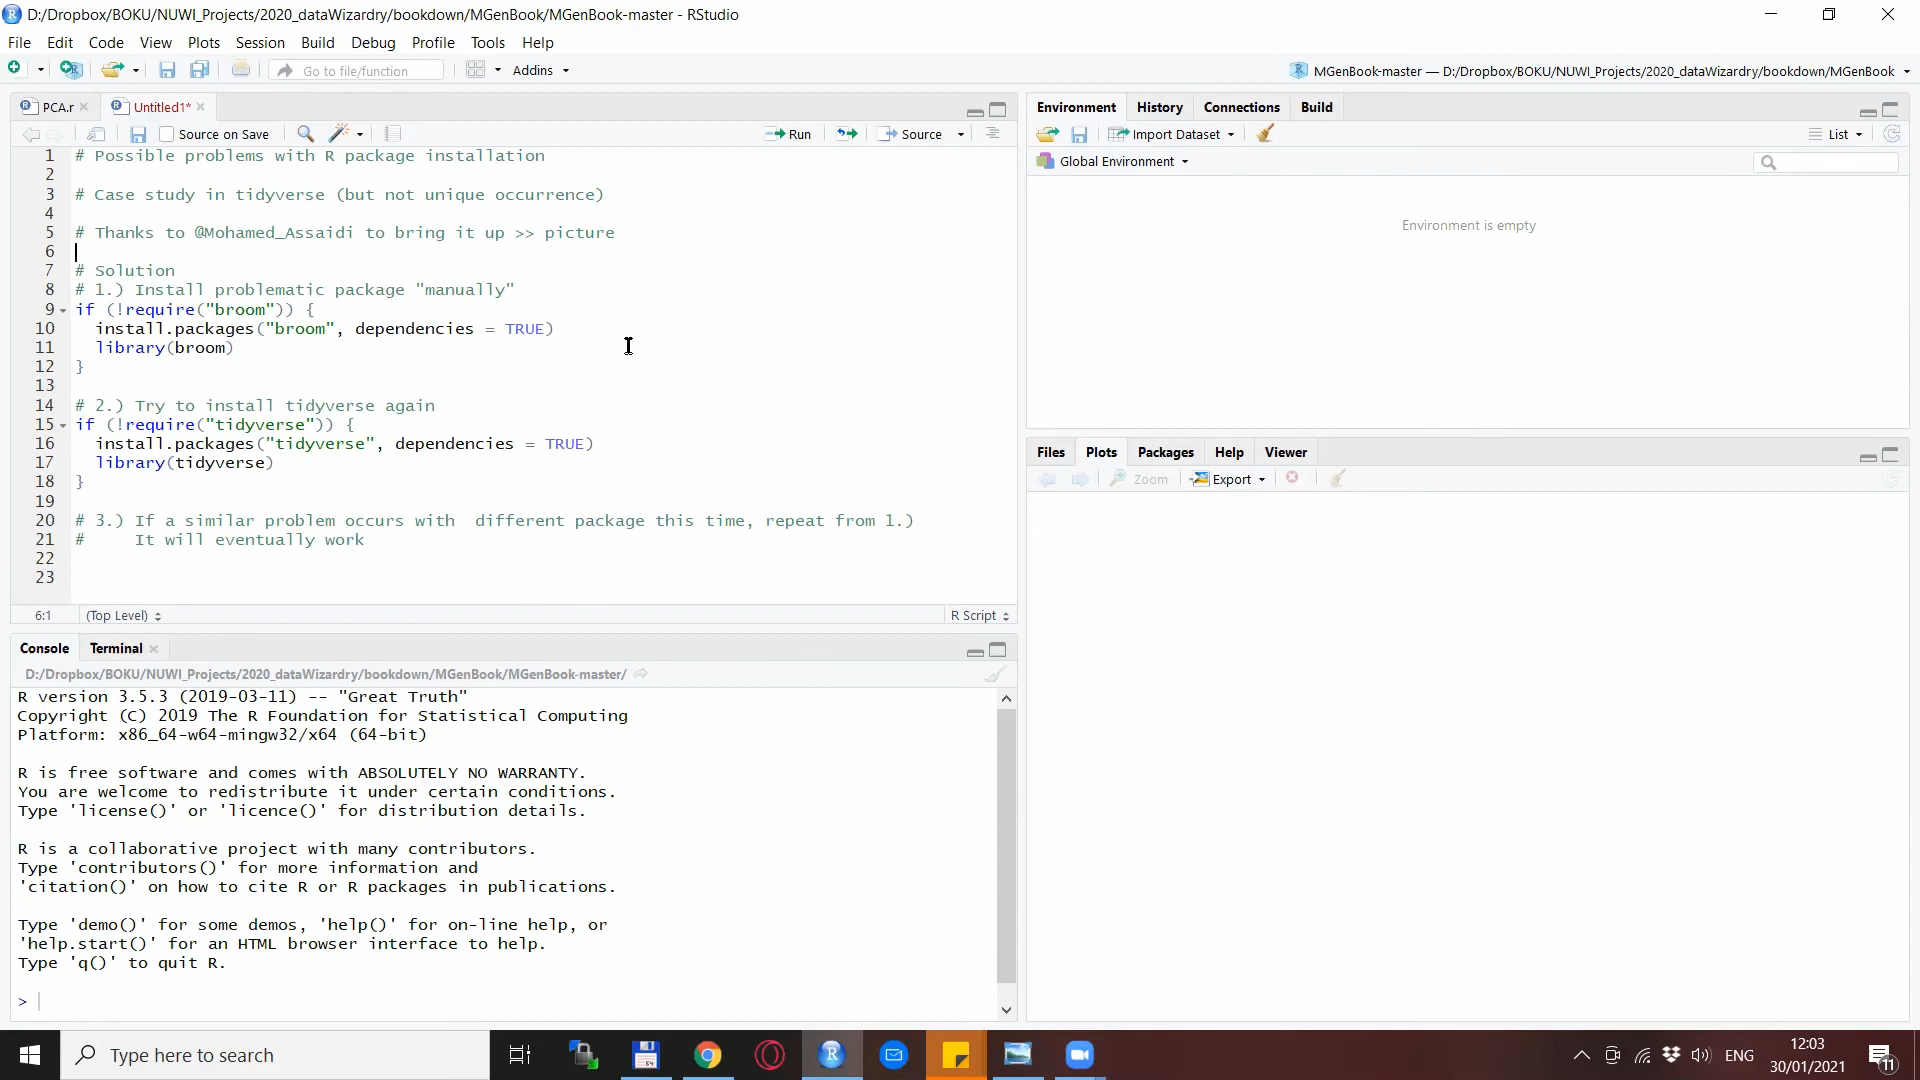 D:/Dropbox/BOKU/NUWI_Projects/2020_dataWizardry/bookdown/MGenBook/MGenBook-master - RStudio
File Edit Code View Plots Session Build Debug Profile Tools Help
Go to file/function Addins MGenBook-master — D:/Dropbox/BOKU/NUWI_Projects/2020_dataWizardry/bookdown/MGenBook
PCA.r Untitled1*
Source on Save Run Source
1 # Possible problems with R package installation
2
3 # Case study in tidyverse (but not unique occurrence)
4
5 # Thanks to @Mohamed_Assaidi to bring it up >> picture
6
7 # Solution
8 # 1.) Install problematic package "manually"
9 if (!require("broom")) {
10 install.packages("broom", dependencies = TRUE)
11 library(broom)
12 }
13
14 # 2.) Try to install tidyverse again
15 if (!require("tidyverse")) {
16 install.packages("tidyverse", dependencies = TRUE)
17 library(tidyverse)
18 }
19
20 # 3.) If a similar problem occurs with  different package this time, repeat from 1.)
21 #     It will eventually work
22
23
6:1 (Top Level) R Script
Console Terminal
D:/Dropbox/BOKU/NUWI_Projects/2020_dataWizardry/bookdown/MGenBook/MGenBook-master/
R version 3.5.3 (2019-03-11) -- "Great Truth"
Copyright (C) 2019 The R Foundation for Statistical Computing
Platform: x86_64-w64-mingw32/x64 (64-bit)
R is free software and comes with ABSOLUTELY NO WARRANTY.
You are welcome to redistribute it under certain conditions.
Type 'license()' or 'licence()' for distribution details.
R is a collaborative project with many contributors.
Type 'contributors()' for more information and
'citation()' on how to cite R or R packages in publications.
Type 'demo()' for some demos, 'help()' for on-line help, or
'help.start()' for an HTML browser interface to help.
Type 'q()' to quit R.
>
Environment History Connections Build
Import Dataset List
Global Environment
Environment is empty
Files Plots Packages Help Viewer
Zoom Export
Type here to search
64
ENG
12:03
30/01/2021
11